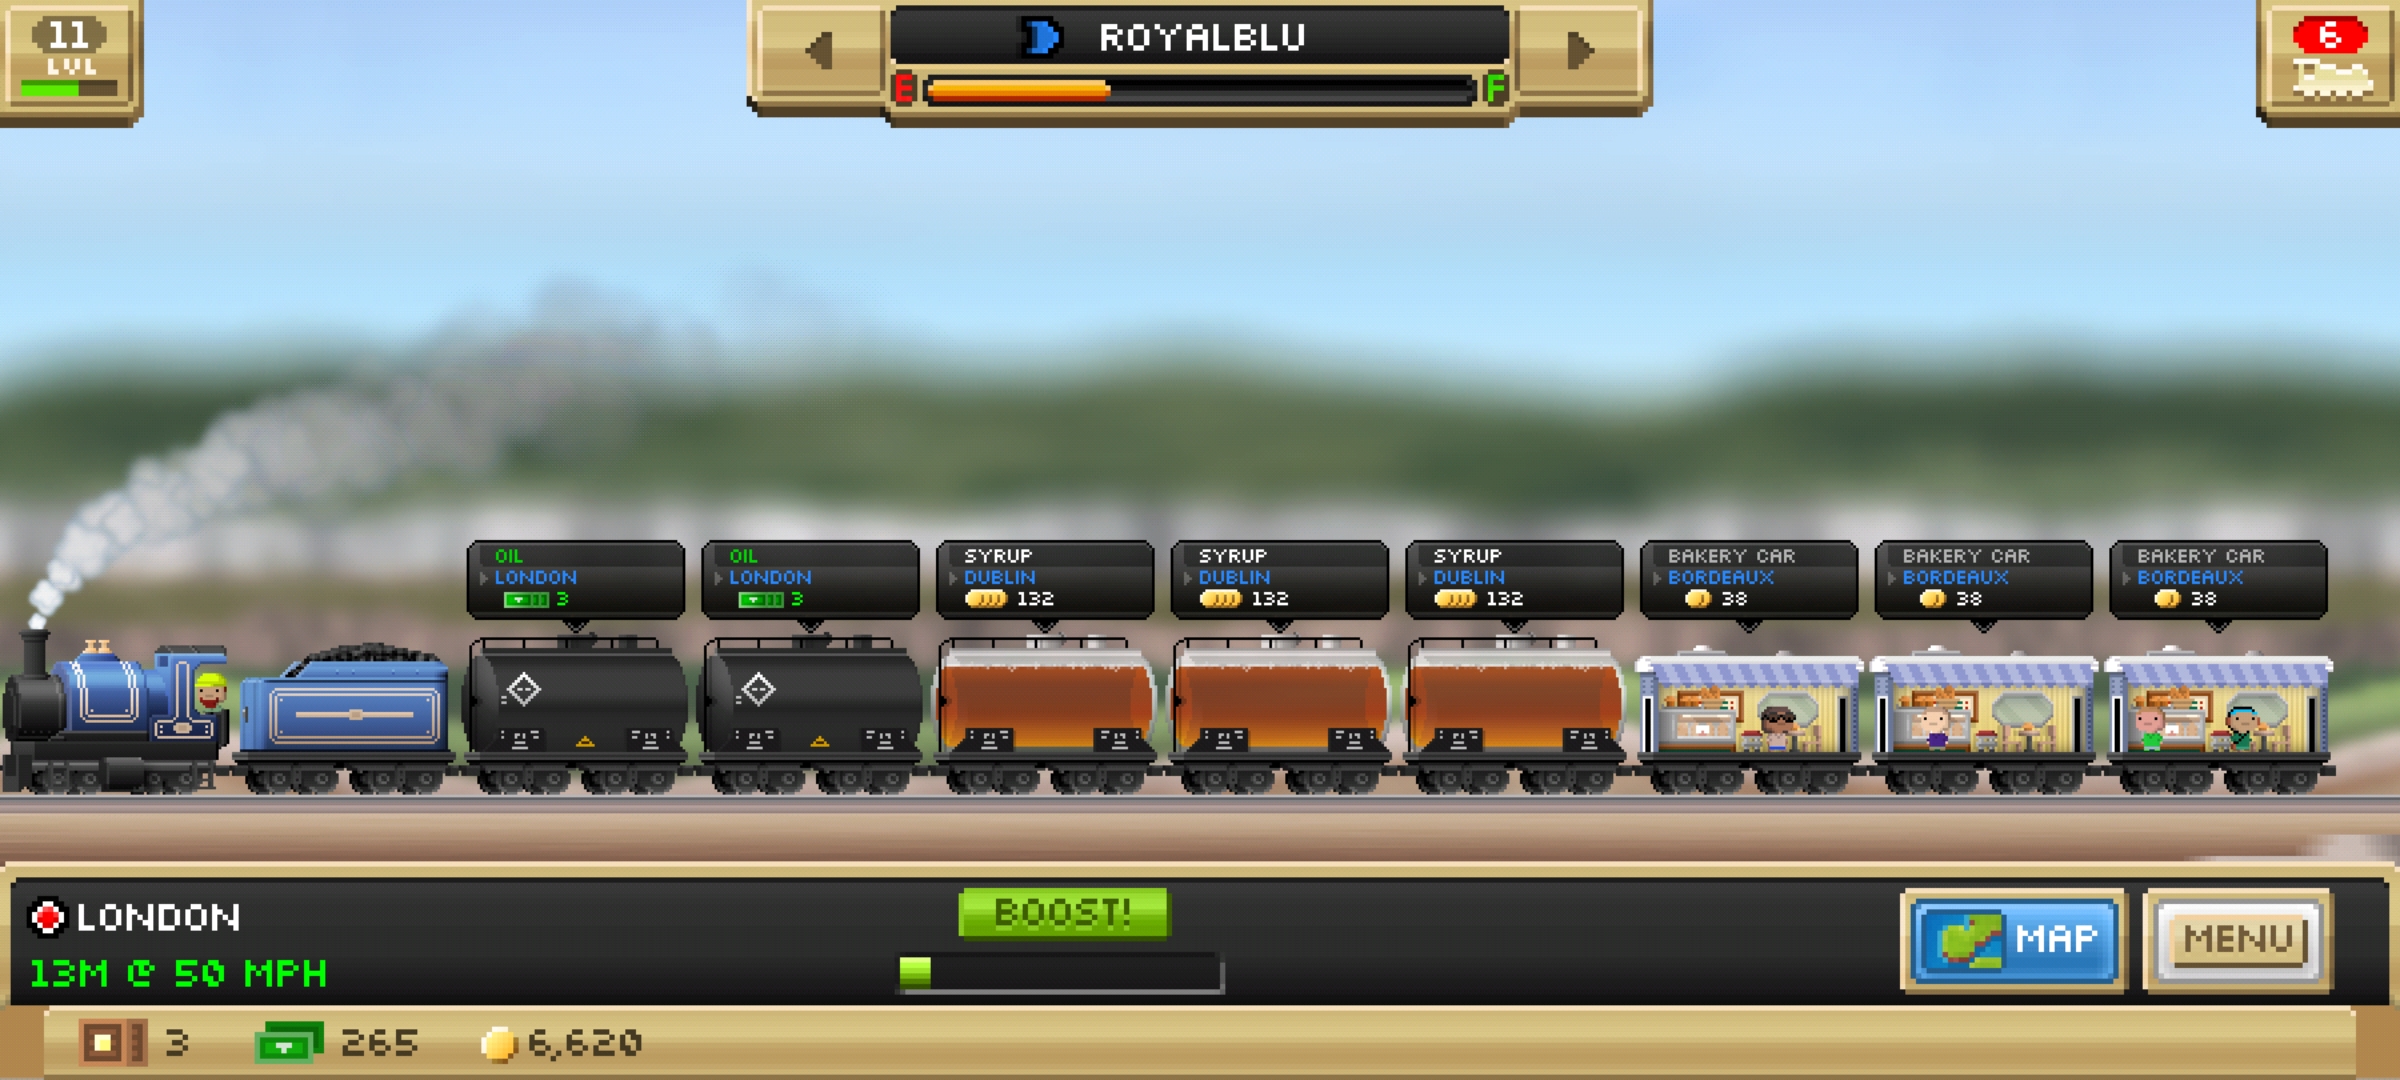 11
LVL
ROYALBLU
E F
6
OIL
LONDON
3
OIL
LONDON
3
SYRUP
DUBLIN
132
SYRUP
DUBLIN
132
SYRUP
DUBLIN
132
BAKERY CAR
BORDEAUX
38
BAKERY CAR
BORDEAUX
38
BAKERY CAR
BORDEAUX
38
LONDON
13M @ 50 MPH
BOOST!
MAP
MENU
3 265 6,620